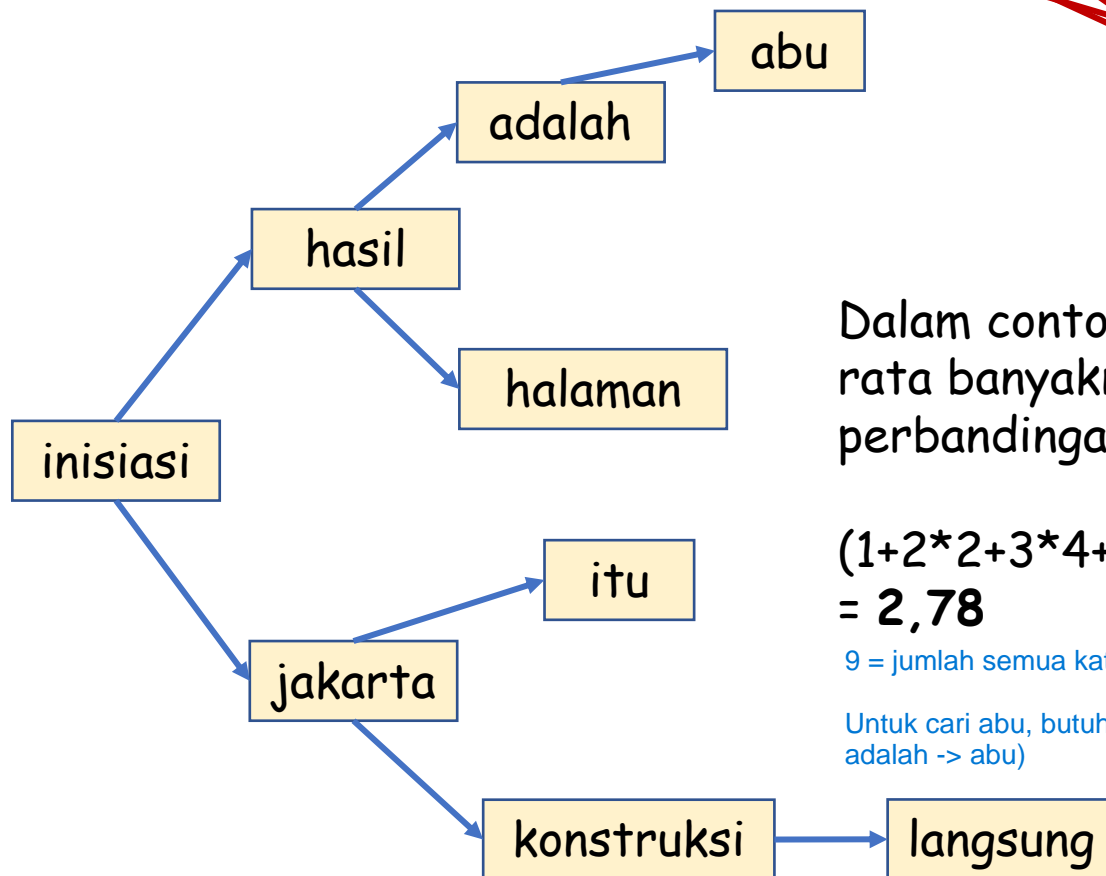 abu
adalah
hasil
halaman
inisiasi
itu
jakarta
konstruksi
langsung
Dalam conto
rata banyak
perbandinga
(1+2*2+3*4+
= 2,78
9 = jumlah semua ka
Untuk cari abu, butuh
adalah -> abu)